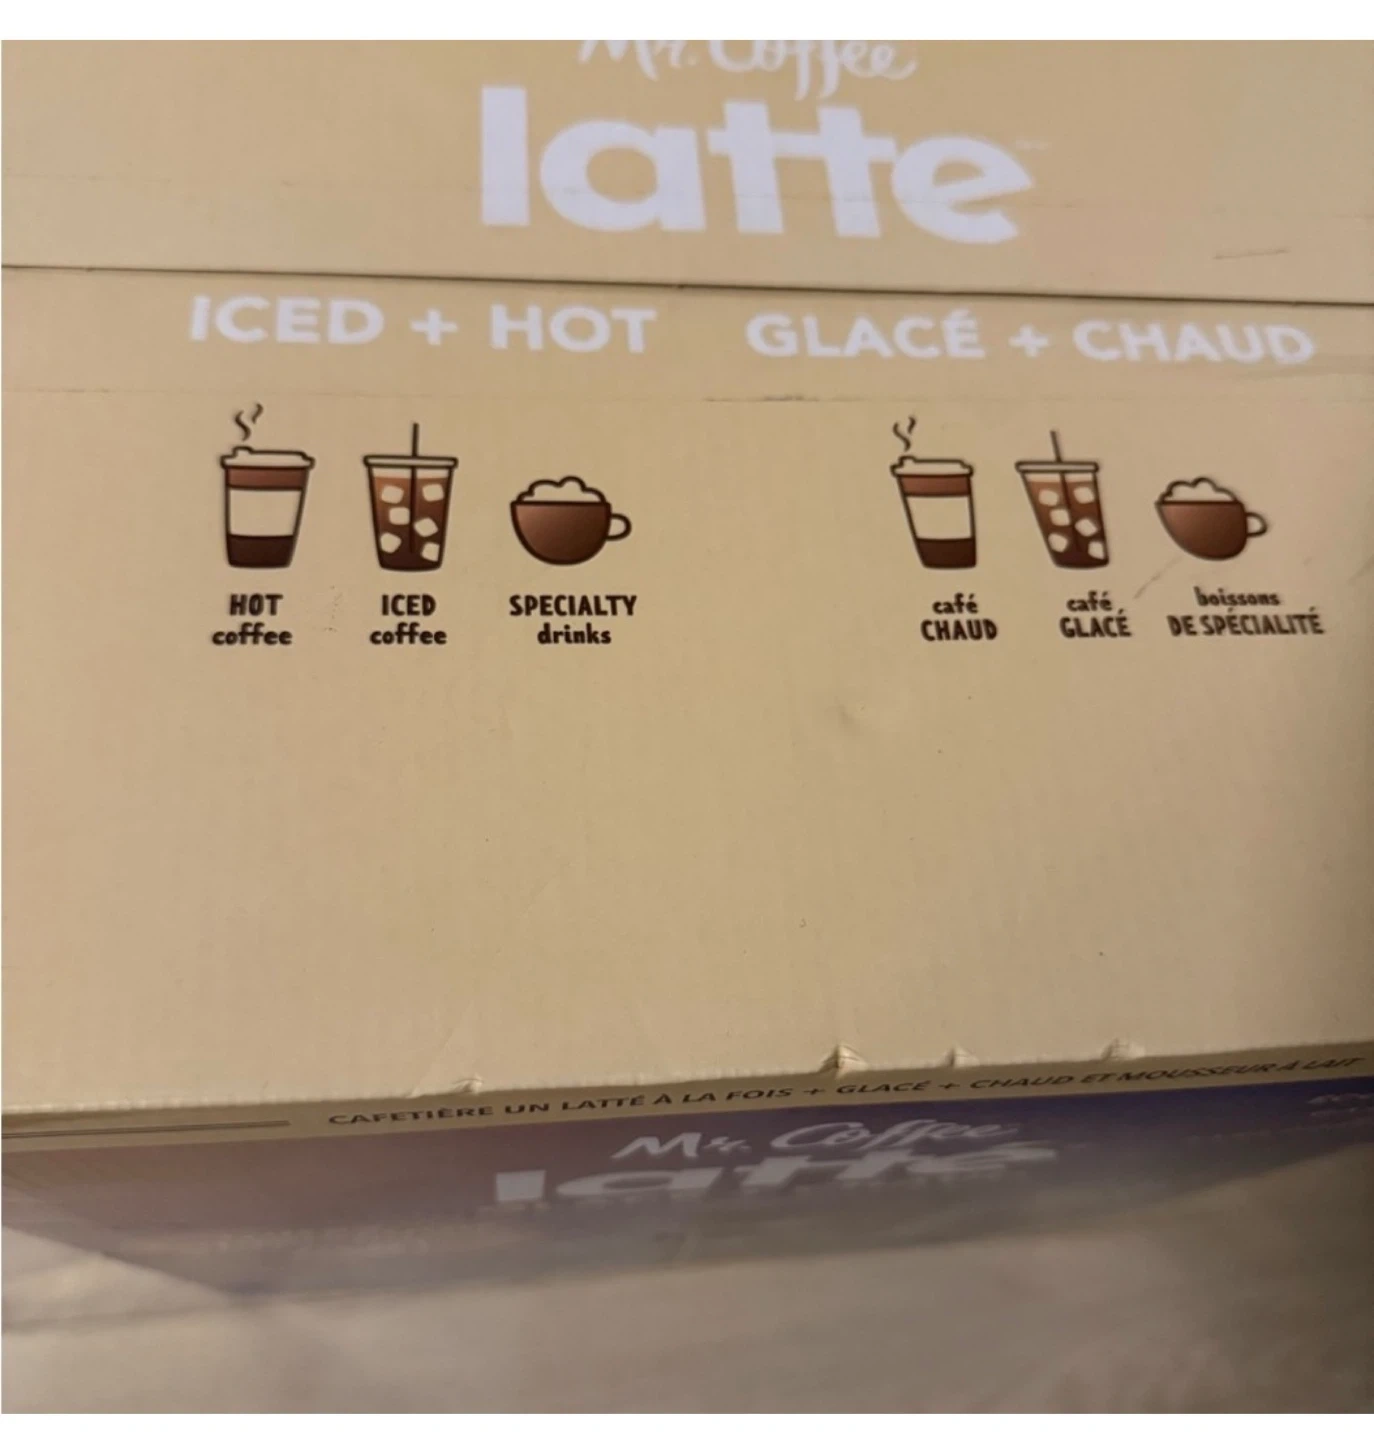 Mr. Coffee
latte
ICED + HOT
GLACÉ + CHAUD
HOT
coffee
ICED
coffee
SPECIALTY
drinks
café
CHAUD
café
GLACÉ
boissons
DE SPÉCIALITÉ
CAFETIÈRE UN LATTÉ À LA FOIS + GLACÉ + CHAUD ET MOUSSEUR À LAIT
Mr. Coffee
latte